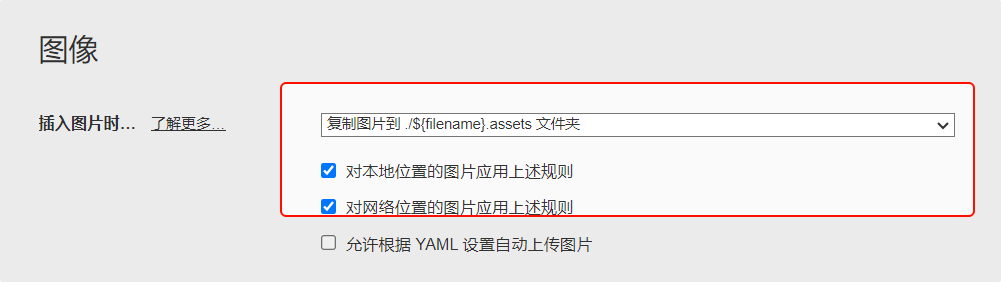 图像
插入图片时... 了解更多...
复制图片到 ./${filename}.assets 文件夹
对本地位置的图片应用上述规则
对网络位置的图片应用上述规则
允许根据 YAML 设置自动上传图片